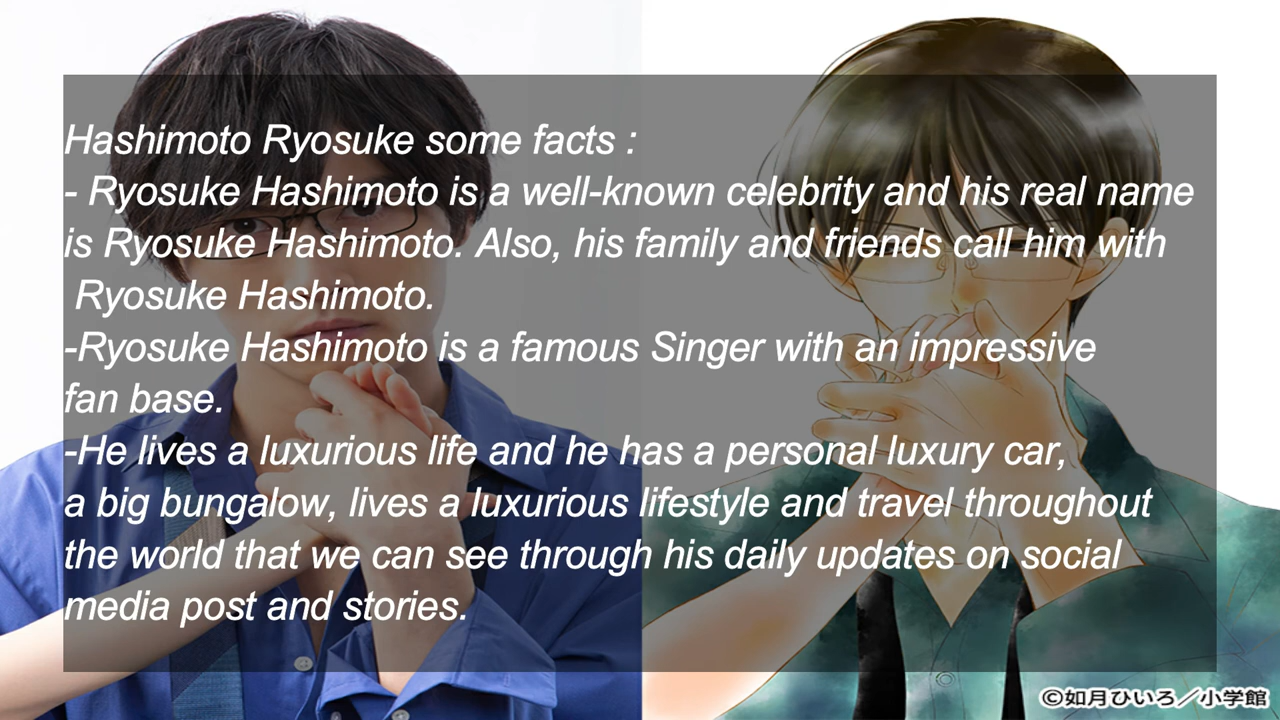 Hashimoto Ryosuke some facts :
- Ryosuke Hashimoto is a well-known celebrity and his real name
is Ryosuke Hashimoto. Also, his family and friends call him with
Ryosuke Hashimoto.
-Ryosuke Hashimoto is a famous Singer with an impressive
fan base.
-He lives a luxurious life and he has a personal luxury car,
a big bungalow, lives a luxurious lifestyle and travel throughout
the world that we can see through his daily updates on social
media post and stories.
©如月ひいろ／小学館